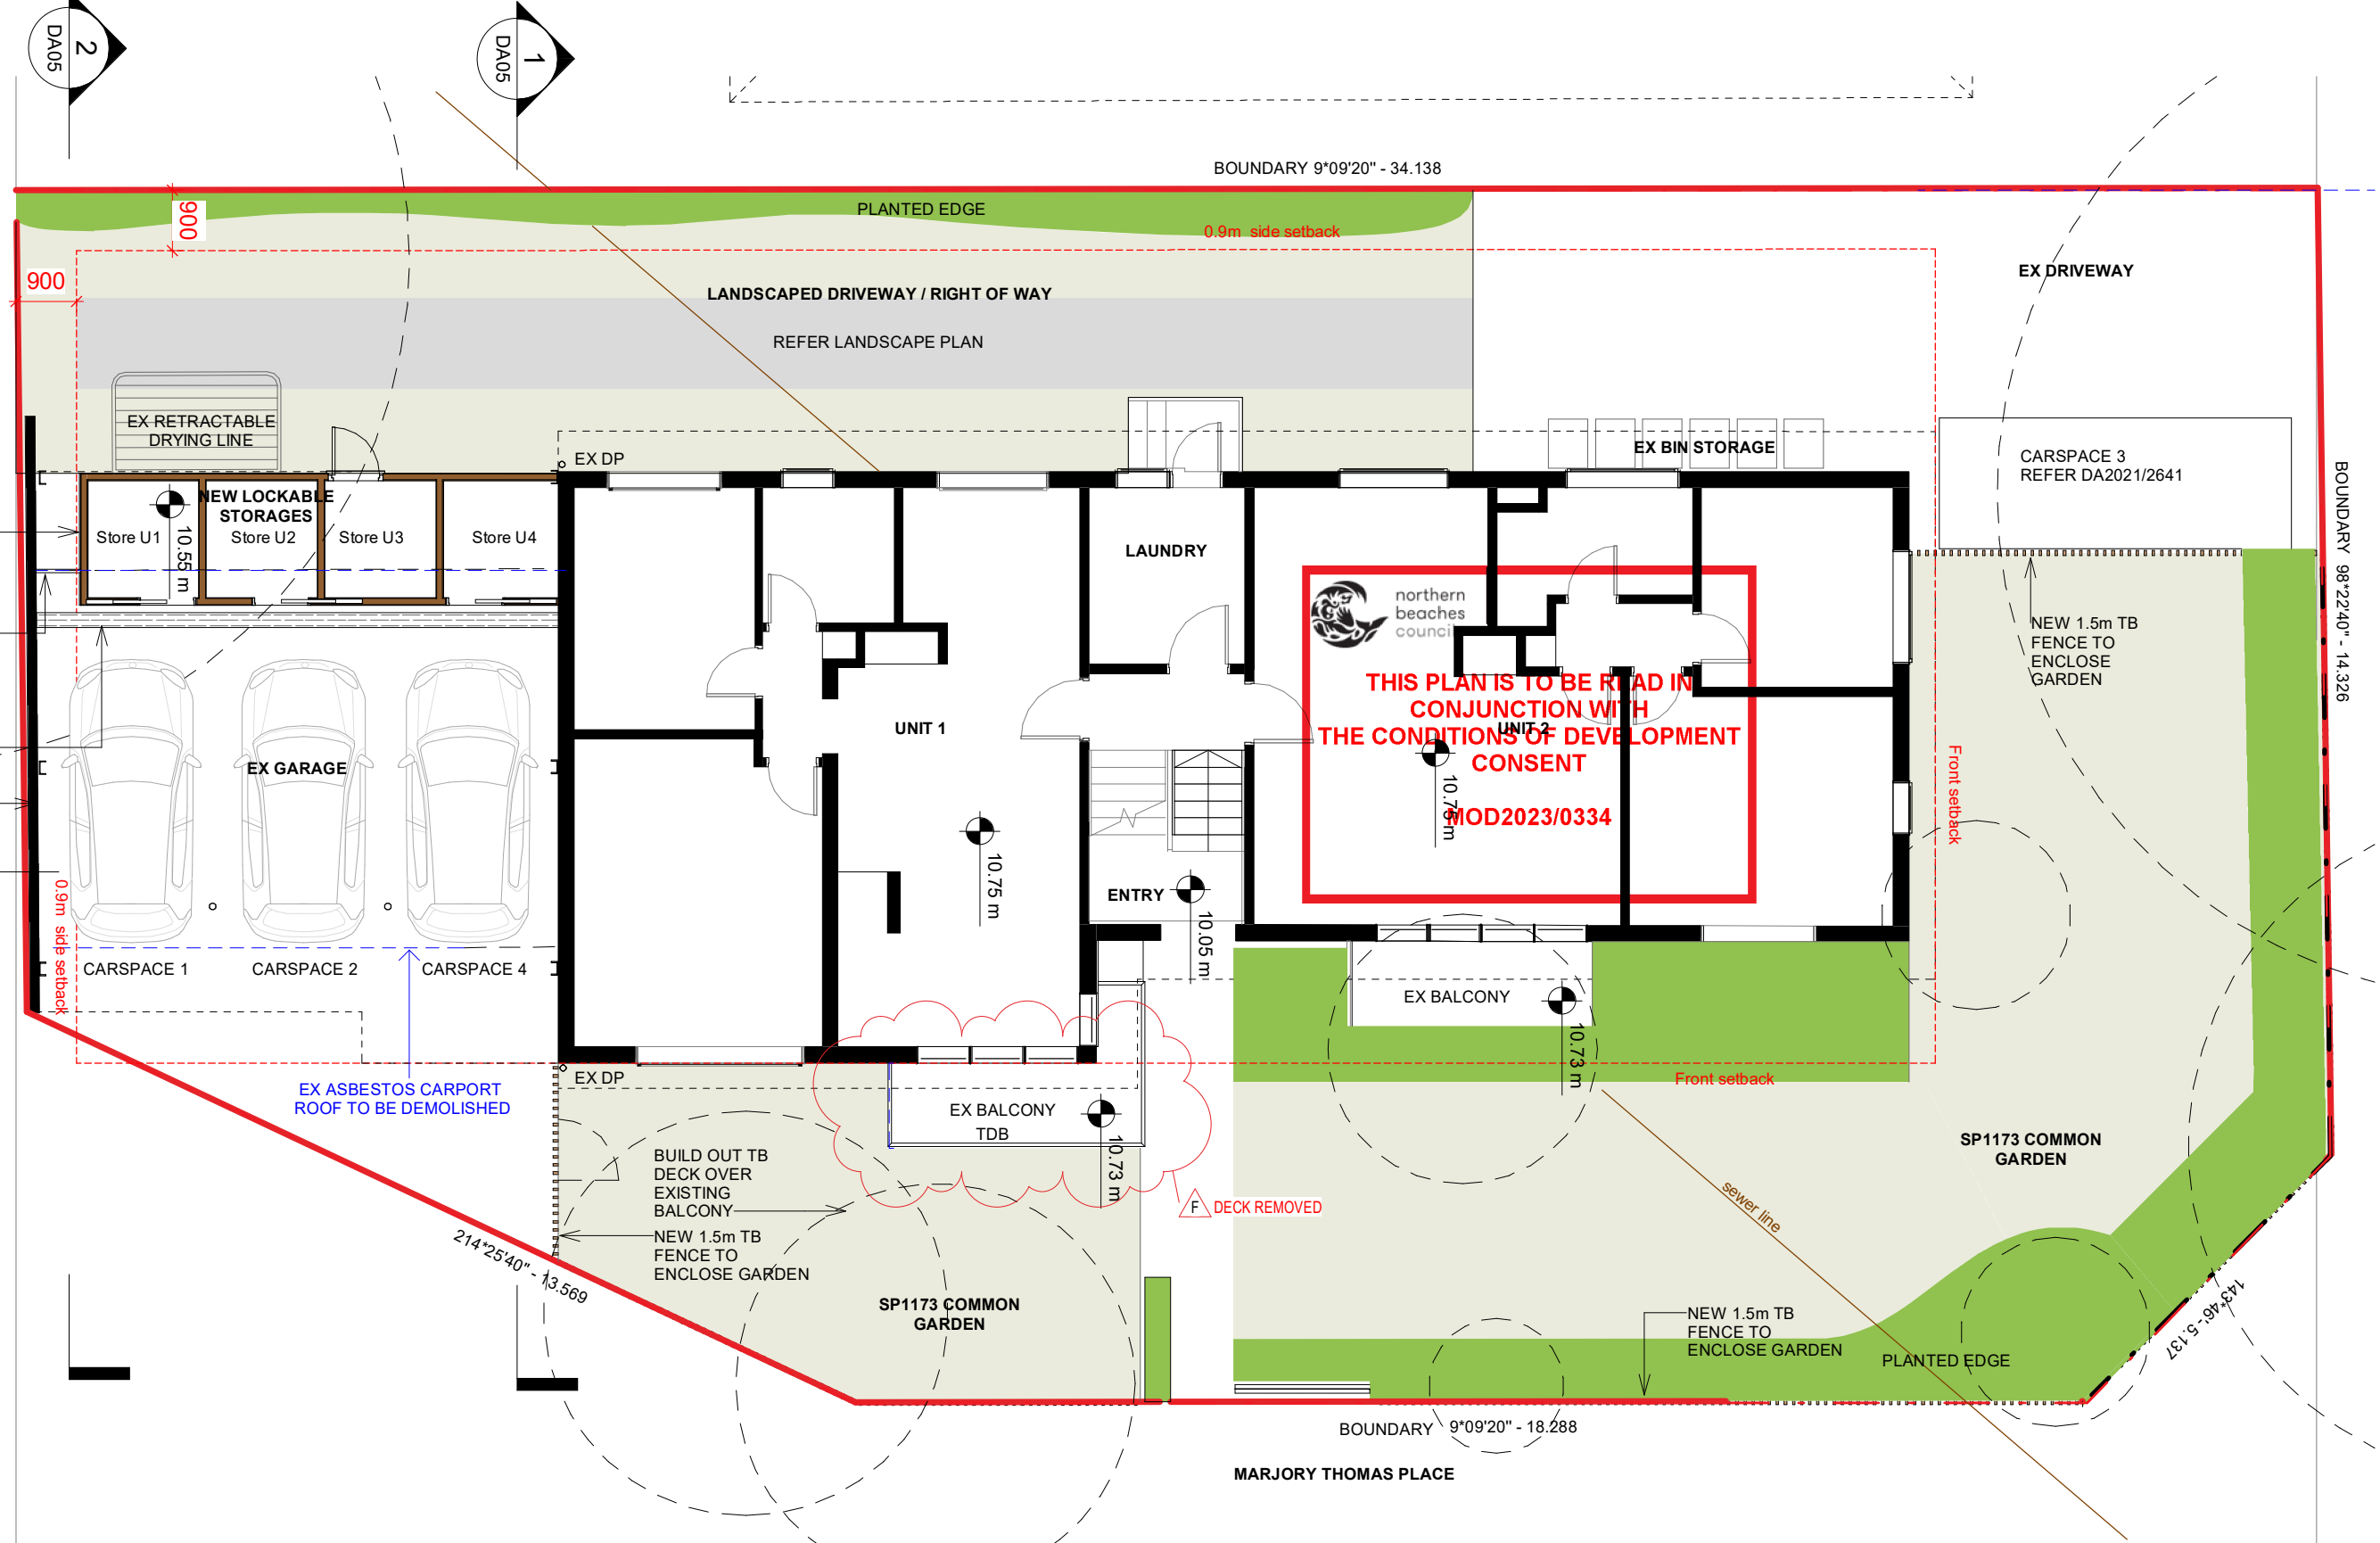 2
DA05
1
DA05
BOUNDARY 9*09'20" - 34.138
PLANTED EDGE
900
0.9m side setback
900
EX DRIVEWAY
LANDSCAPED DRIVEWAY / RIGHT OF WAY
REFER LANDSCAPE PLAN
EX RETRACTABLE
DRYING LINE
EX DP
EX BIN STORAGE
CARSPACE 3
REFER DA2021/2641
BOUNDARY 98*22'40" - 14.326
NEW LOCKABLE
STORAGES
Store U1
Store U2
Store U3
Store U4
10.55 m
LAUNDRY
northern
beaches
council
NEW 1.5m TB
FENCE TO
ENCLOSE
GARDEN
THIS PLAN IS TO BE READ IN
CONJUNCTION WITH
THE CONDITIONS OF DEVELOPMENT
CONSENT
MOD2023/0334
UNIT 1
UNIT 2
10.75 m
10.75 m
EX GARAGE
Front setback
0.9m side setback
ENTRY
10.05 m
CARSPACE 1
CARSPACE 2
CARSPACE 4
EX BALCONY
10.73 m
EX DP
Front setback
EX ASBESTOS CARPORT
ROOF TO BE DEMOLISHED
EX BALCONY
TDB
10.73 m
SP1173 COMMON
GARDEN
BUILD OUT TB
DECK OVER
EXISTING
BALCONY
F
DECK REMOVED
sewer line
NEW 1.5m TB
FENCE TO
ENCLOSE GARDEN
214*25'40" - 13.569
SP1173 COMMON
GARDEN
NEW 1.5m TB
FENCE TO
ENCLOSE GARDEN
PLANTED EDGE
143*46' - 5.137
BOUNDARY 9*09'20" - 18.288
MARJORY THOMAS PLACE